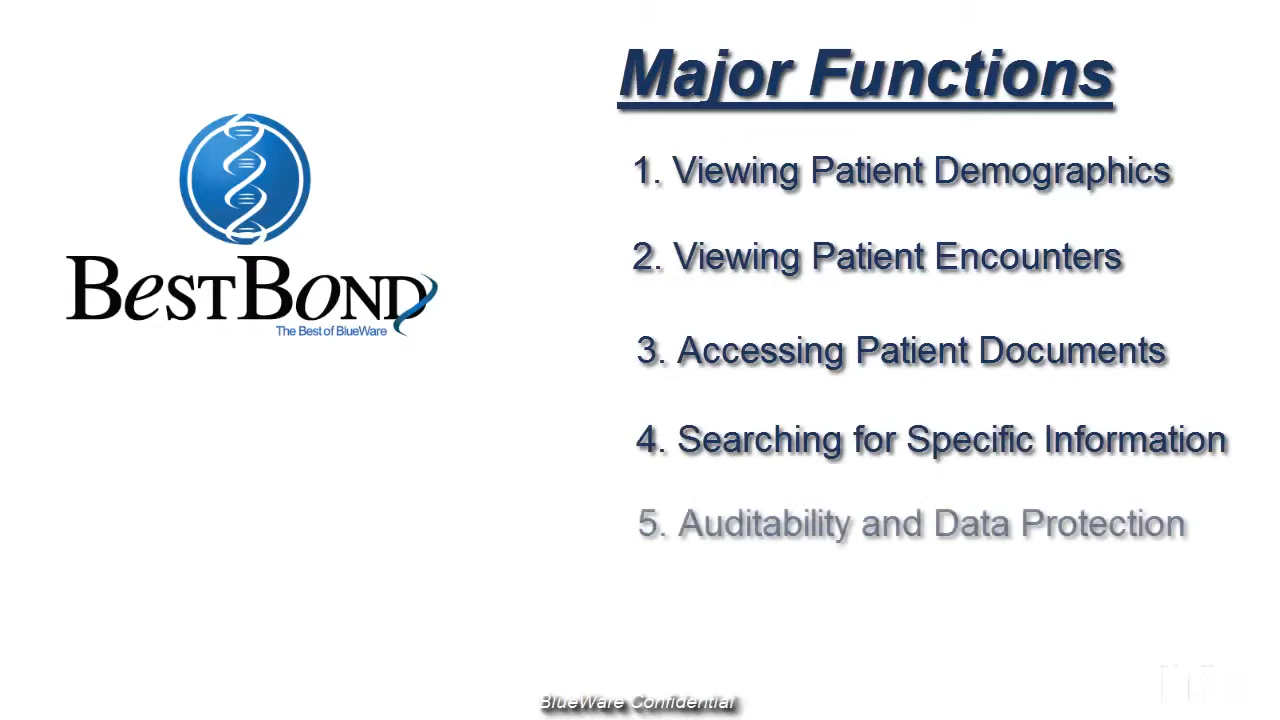 Major Functions
1. Viewing Patient Demographics
2. Viewing Patient Encounters
3. Accessing Patient Documents
4. Searching for Specific Information
5. Auditability and Data Protection
BESTBOND
The Best of BlueWare
BlueWare Confidential